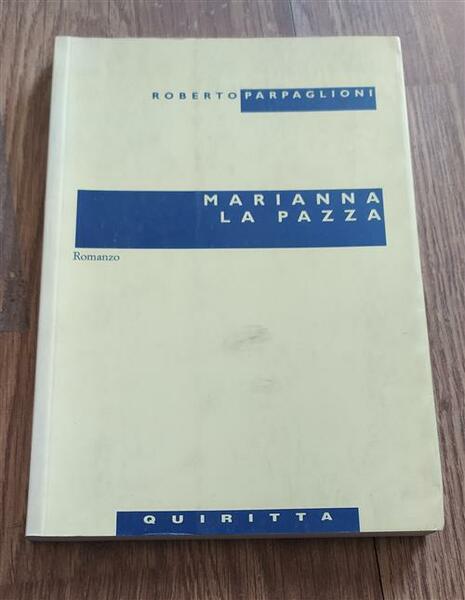 ROBERTO PARPAGLIONI
MARIANNA
LA PAZZA
Romanzo
QUIRITTA